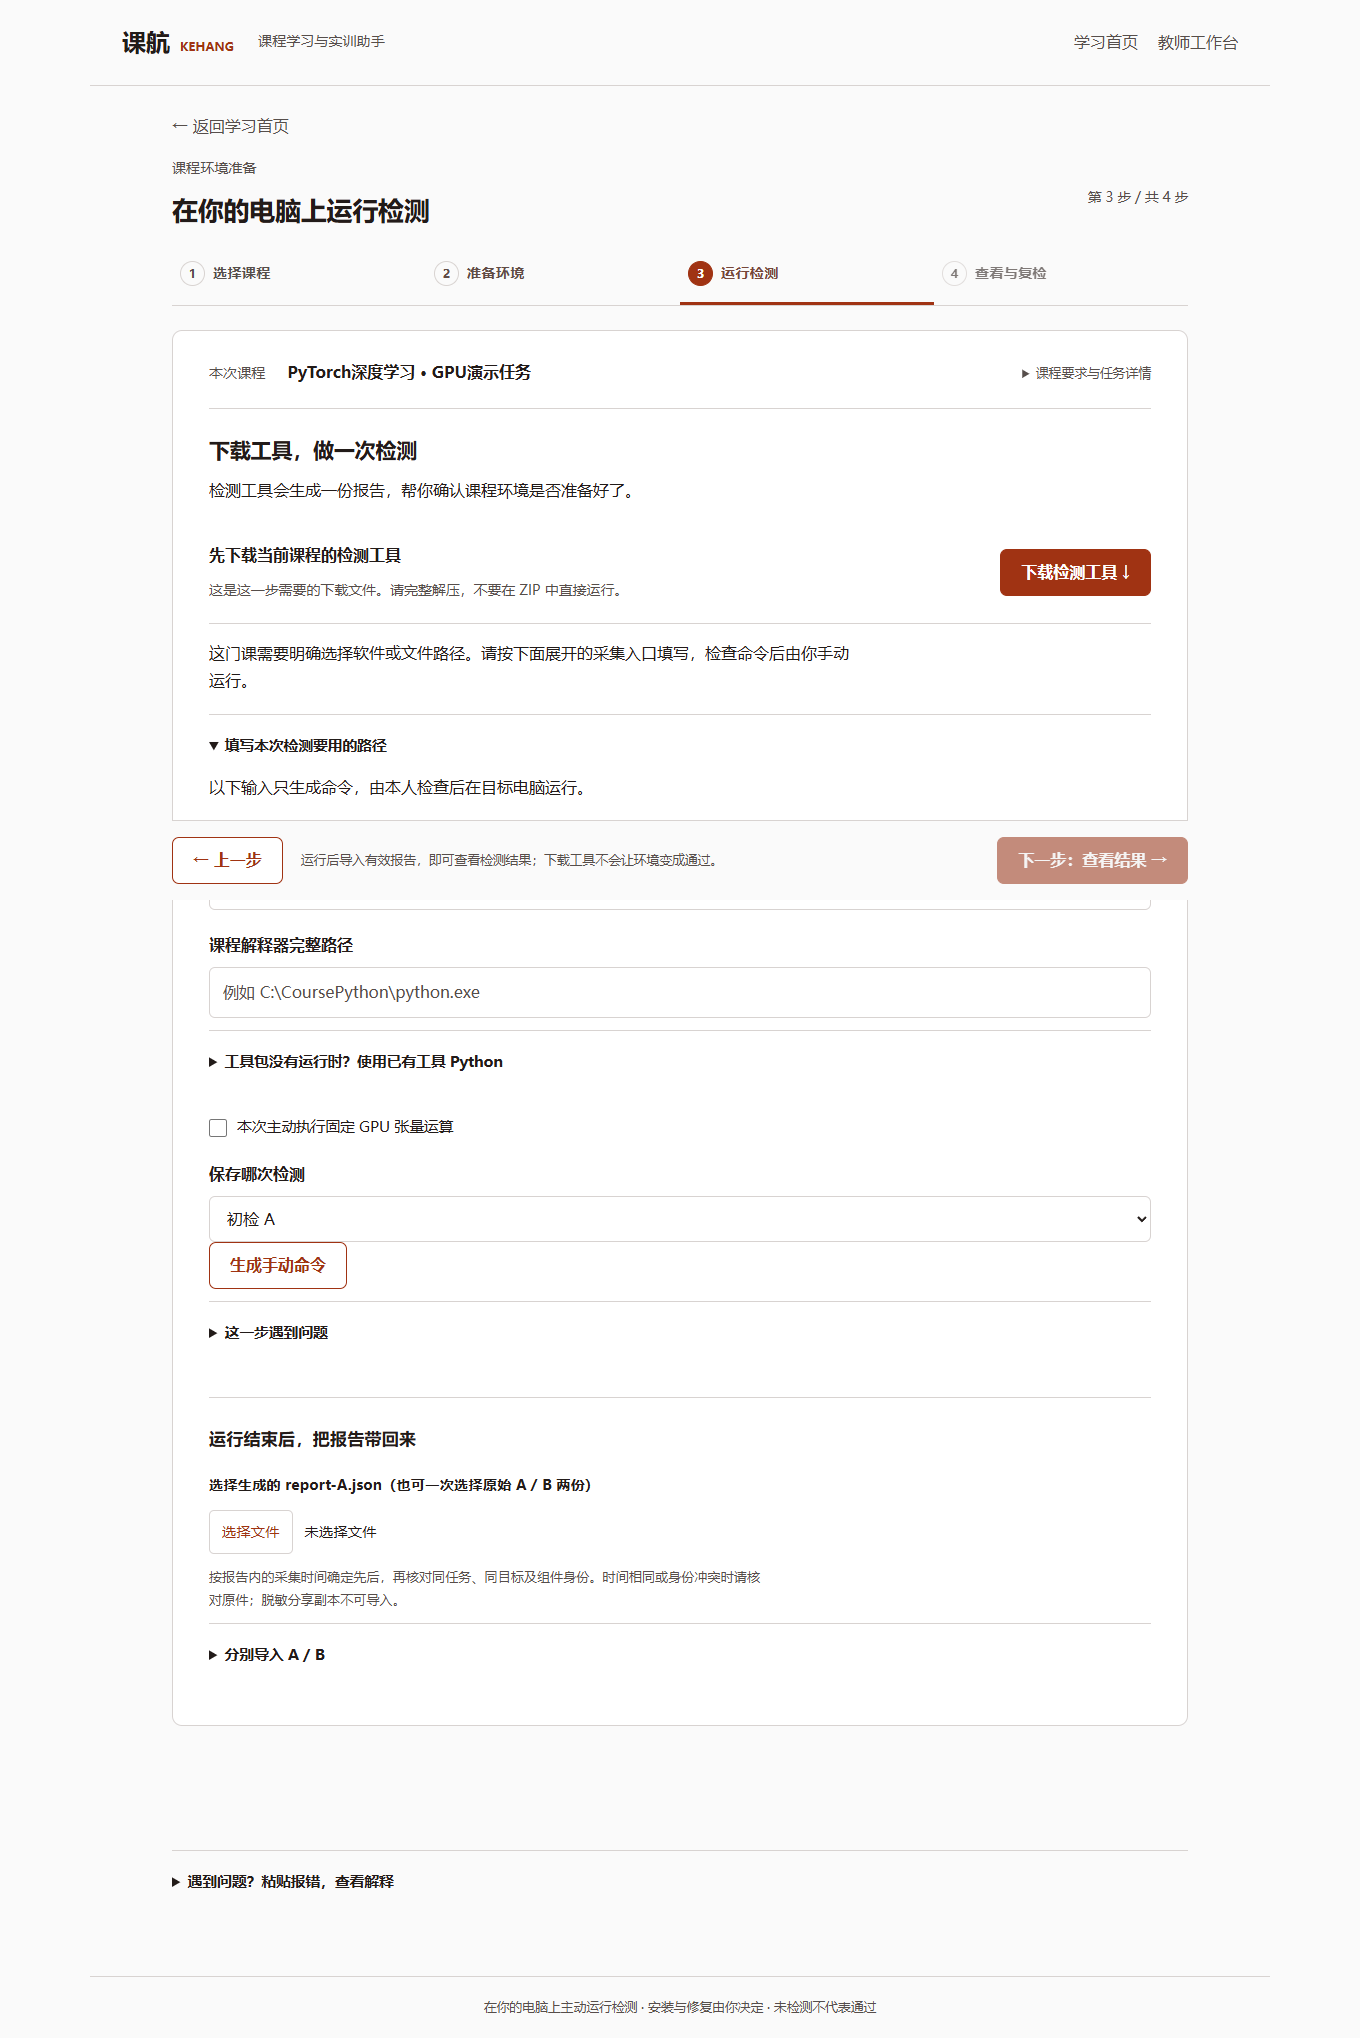 课航 KEHANG 课程学习与实训助手 学习首页 教师工作台
← 返回学习首页
课程环境准备
在你的电脑上运行检测
第 3 步 / 共 4 步
1 选择课程 2 准备环境 3 运行检测 4 查看与复检
本次课程 PyTorch深度学习 • GPU演示任务 ▶ 课程要求与任务详情
下载工具，做一次检测
检测工具会生成一份报告，帮你确认课程环境是否准备好了。
先下载当前课程的检测工具
这是这一步需要的下载文件。请完整解压，不要在 ZIP 中直接运行。
下载检测工具 ↓
这门课需要明确选择软件或文件路径。请按下面展开的采集入口填写，检查命令后由你手动
运行。
▼ 填写本次检测要用的路径
以下输入只生成命令，由本人检查后在目标电脑运行。
← 上一步 运行后导入有效报告，即可查看检测结果；下载工具不会让环境变成通过。 下一步：查看结果 →
课程解释器完整路径
例如 C:\CoursePython\python.exe
▶ 工具包没有运行时？使用已有工具 Python
本次主动执行固定 GPU 张量运算
保存哪次检测
初检 A
生成手动命令
▶ 这一步遇到问题
运行结束后，把报告带回来
选择生成的 report-A.json（也可一次选择原始 A / B 两份）
选择文件 未选择文件
按报告内的采集时间确定先后，再核对同任务、同目标及组件身份。时间相同或身份冲突时请核
对原件；脱敏分享副本不可导入。
▶ 分别导入 A / B
▶ 遇到问题？粘贴报错，查看解释
在你的电脑上主动运行检测 · 安装与修复由你决定 · 未检测不代表通过